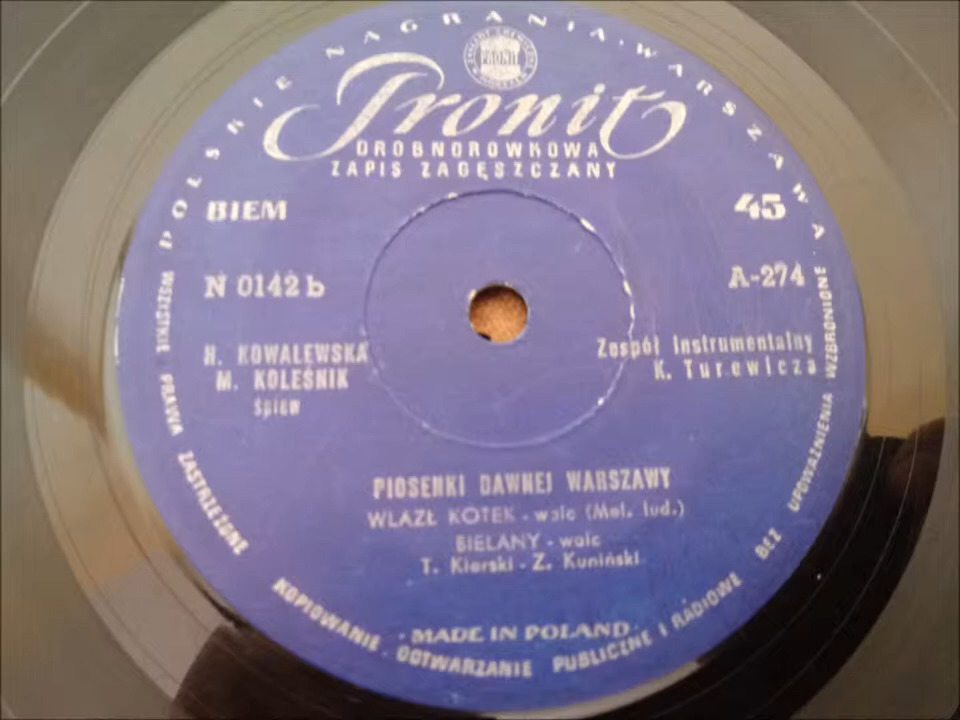 POLSKIE NAGRANIA · WARSZAWA ·
PRONIT
Pronit
DROBNOROWKOWA
ZAPIS ZAGĘSZCZANY
BIEM
45
N 0142 b
A-274
H. KOWALEWSKA
M. KOLEŚNIK
śpiew
Zespół Instrumentalny
K. Turewicza
PIOSENKI DAWNEJ WARSZAWY
WLAZŁ KOTEK - walc (Mel. lud.)
BIELANY - walc
T. Kierski - Z. Kuniński
· MADE IN POLAND ·
WSZYSTKIE PRAWA ZASTRZEŻONE KOPIOWANIE · ODTWARZANIE PUBLICZNE I RADIOWE BEZ UPOWAŻNIENIA WZBRONIONE